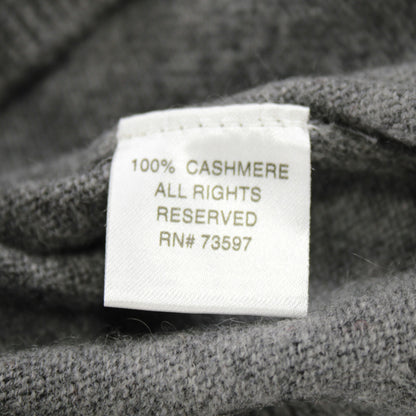 100% CASHMERE
ALL RIGHTS
RESERVED
RN# 73597